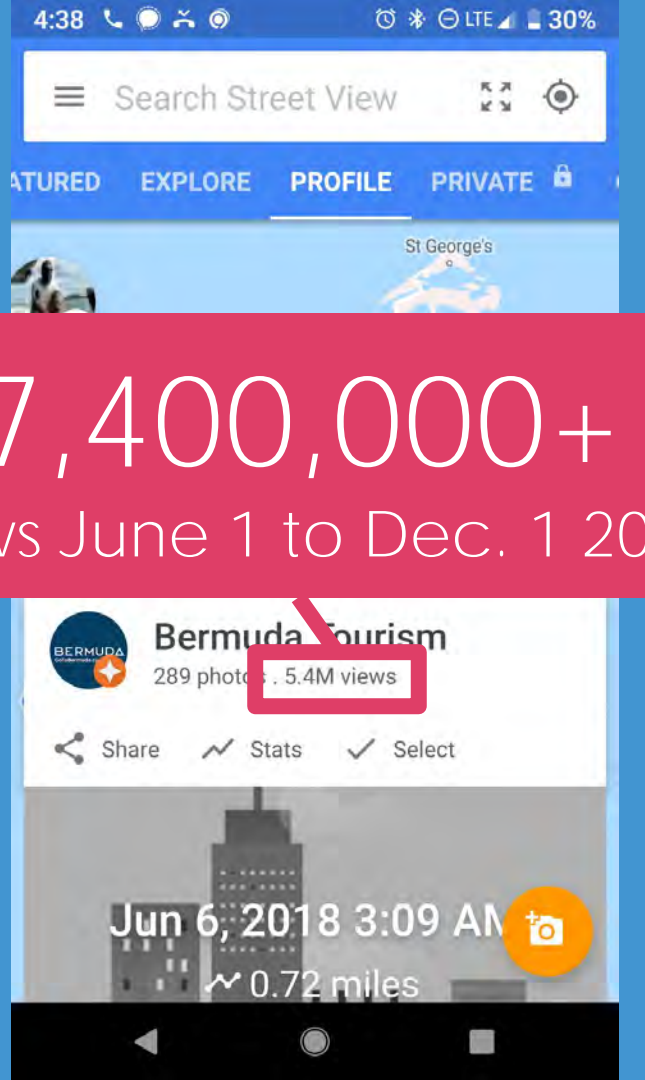 4:38 LTE 30%
Search Street View
ATURED EXPLORE PROFILE PRIVATE
St George's
7,400,000+
ws June 1 to Dec. 1 20
BERMUDA
Bermuda Tourism
289 photos . 5.4M views
Share Stats Select
Jun 6, 2018 3:09 AM
0.72 miles